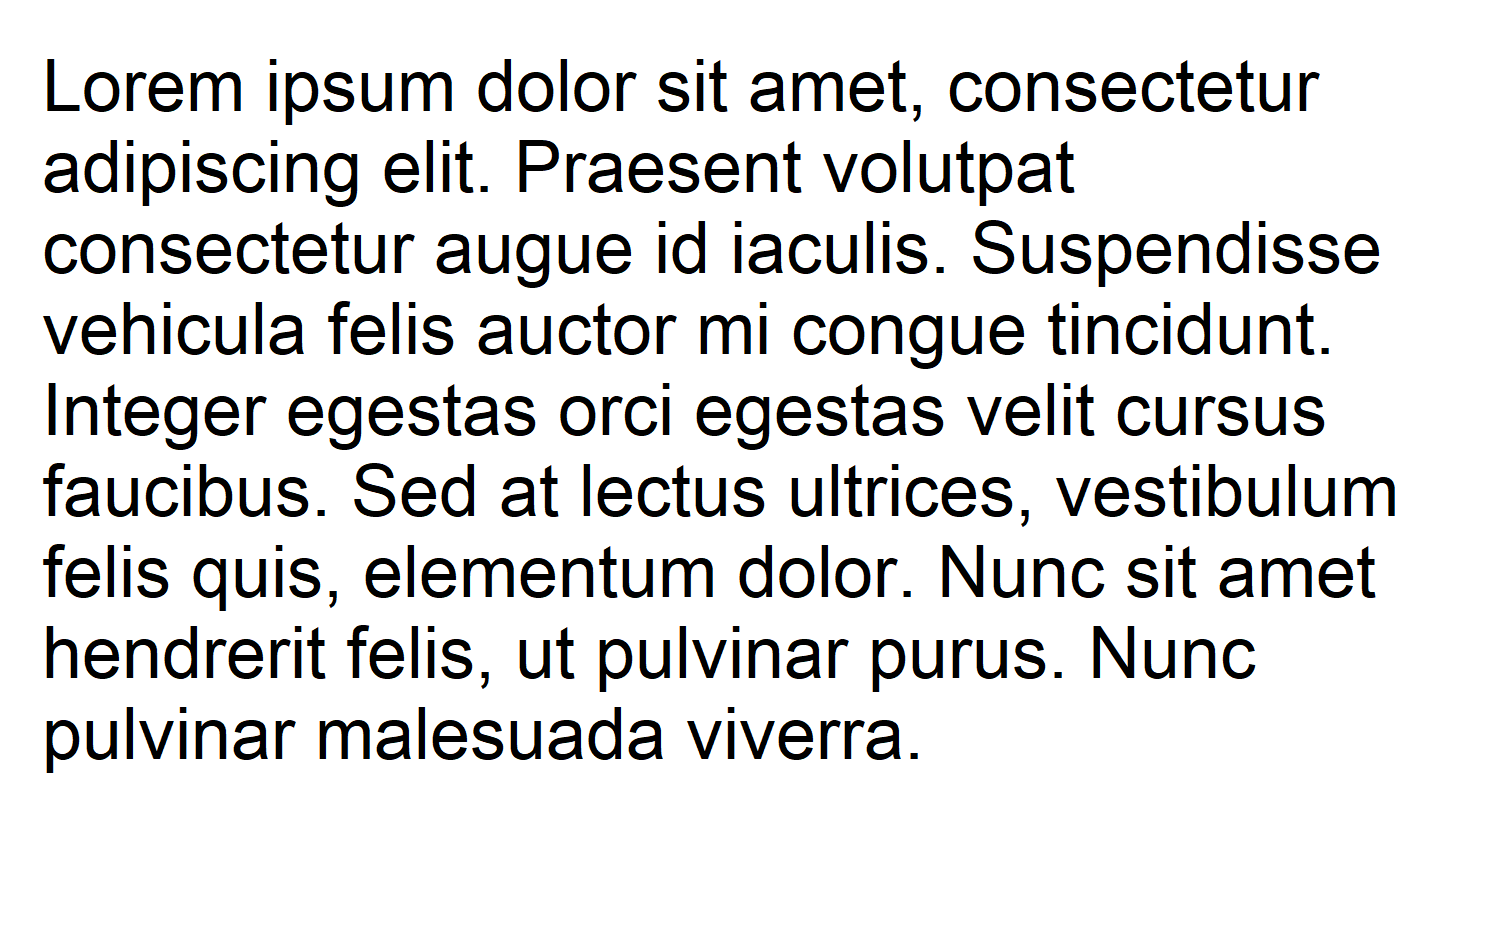 Lorem ipsum dolor sit amet, consectetur
adipiscing elit. Praesent volutpat
consectetur augue id iaculis. Suspendisse
vehicula felis auctor mi congue tincidunt.
Integer egestas orci egestas velit cursus
faucibus. Sed at lectus ultrices, vestibulum
felis quis, elementum dolor. Nunc sit amet
hendrerit felis, ut pulvinar purus. Nunc
pulvinar malesuada viverra.